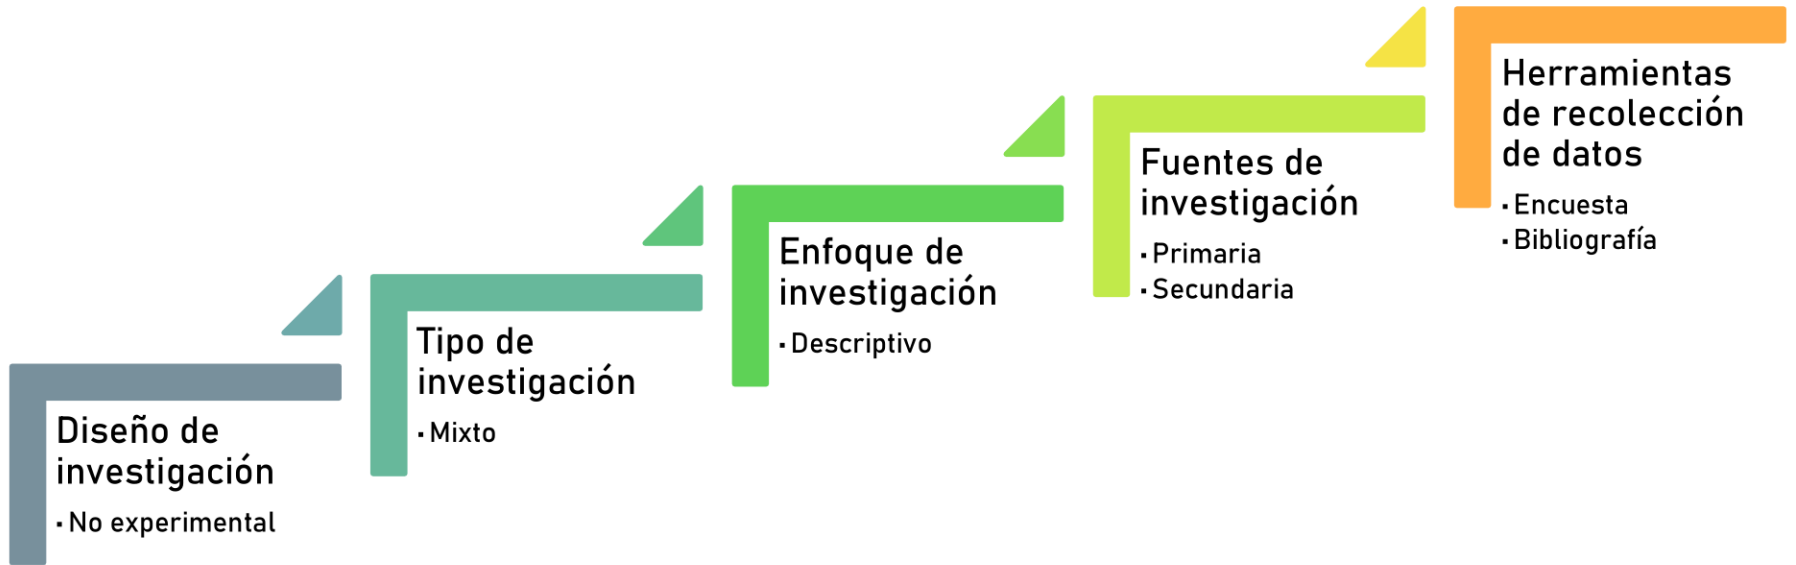 Diseño de
investigación
▪ No experimental
Tipo de
investigación
▪ Mixto
Enfoque de
investigación
▪ Descriptivo
Fuentes de
investigación
▪ Primaria
▪ Secundaria
Herramientas
de recolección
de datos
▪ Encuesta
▪ Bibliografía